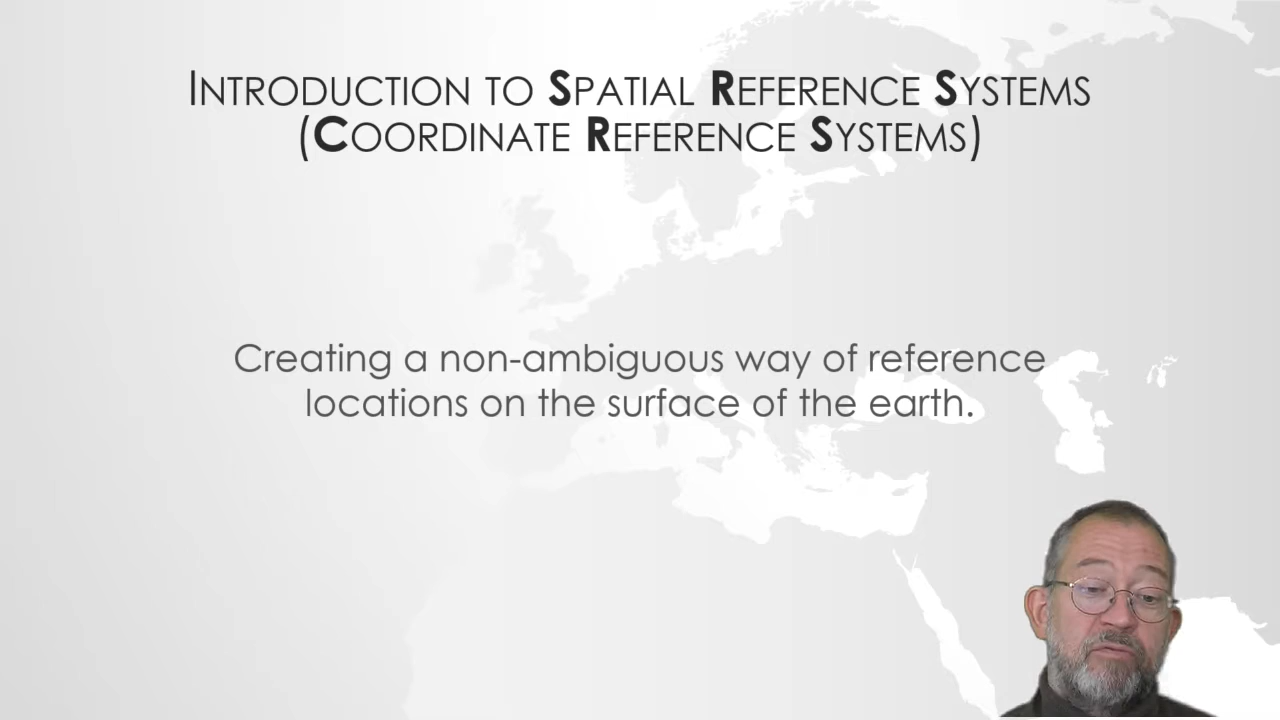 INTRODUCTION TO SPATIAL REFERENCE SYSTEMS
(COORDINATE REFERENCE SYSTEMS)
Creating a non-ambiguous way of reference
locations on the surface of the earth.